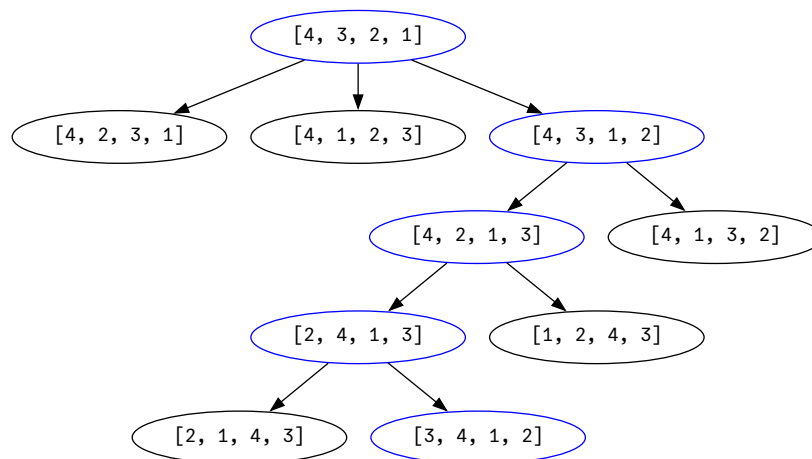 [4, 3, 2, 1]
[4, 2, 3, 1]
[4, 1, 2, 3]
[4, 3, 1, 2]
[4, 2, 1, 3]
[4, 1, 3, 2]
[2, 4, 1, 3]
[1, 2, 4, 3]
[2, 1, 4, 3]
[3, 4, 1, 2]